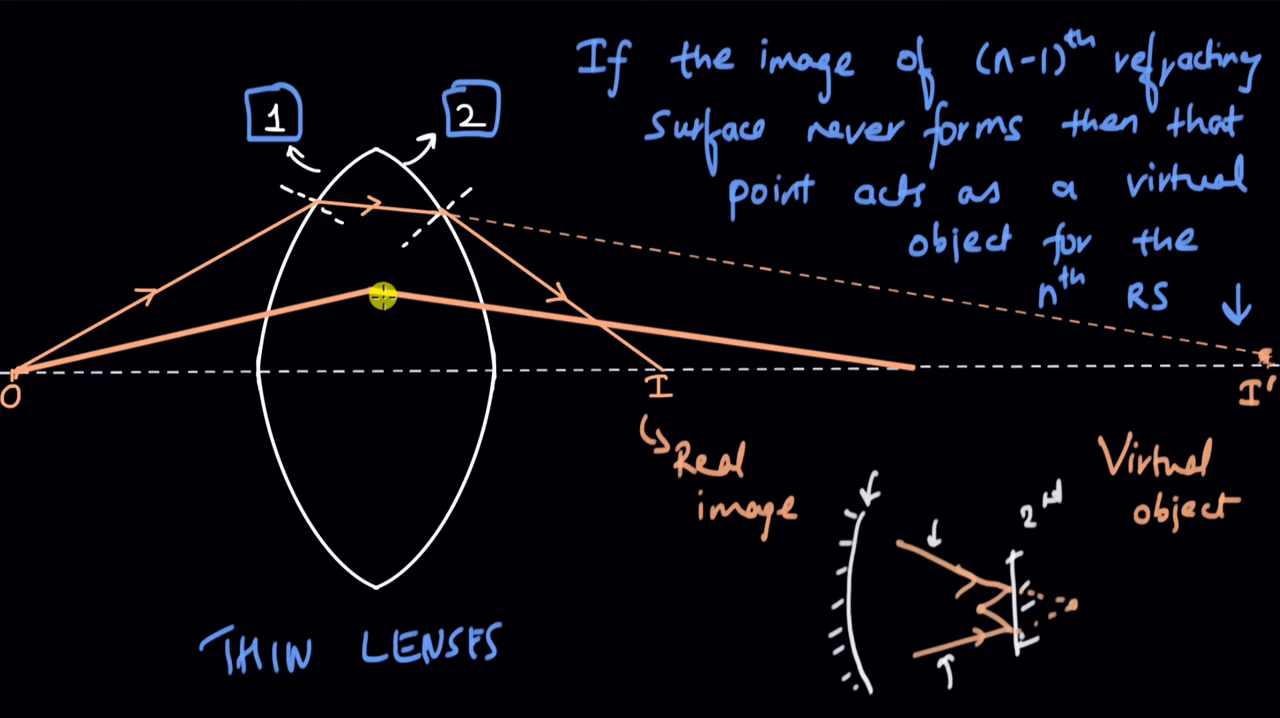 If the image of (n-1)th refracting
surface never forms then that
point acts as a virtual
object for the
nth RS ↓
1
2
O
I
I'
Real
image
Virtual
object
2nd
THIN LENSES